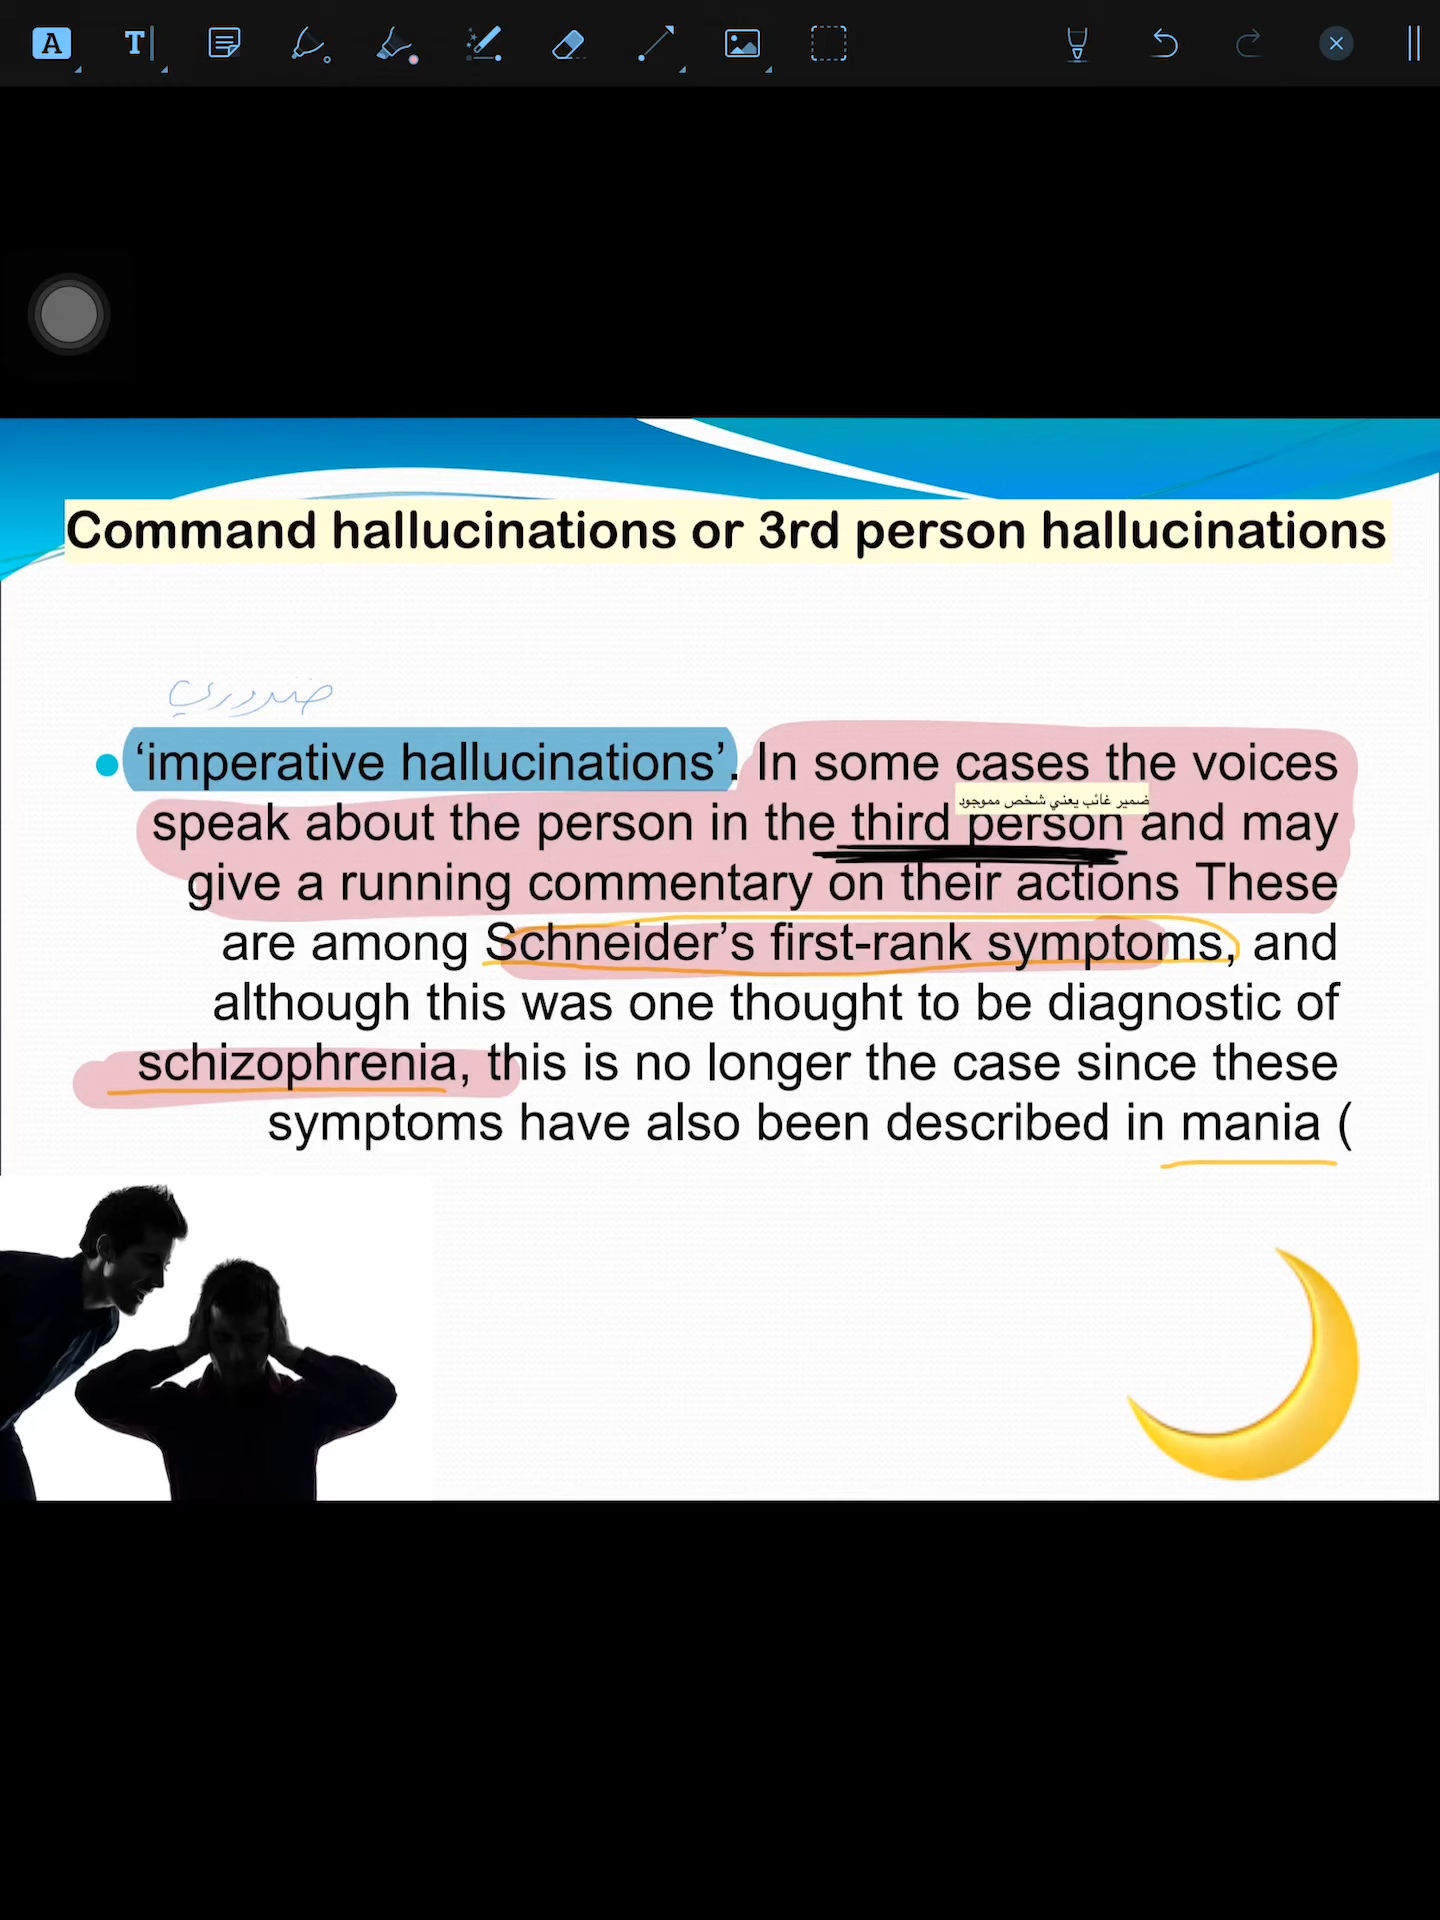 Command hallucinations or 3rd person hallucinations
ضروري
‘imperative hallucinations’. In some cases the voices
ضمير غائب يعني شخص مموجود
speak about the person in the third person and may
give a running commentary on their actions These
are among Schneider’s first-rank symptoms, and
although this was one thought to be diagnostic of
schizophrenia, this is no longer the case since these
symptoms have also been described in mania (